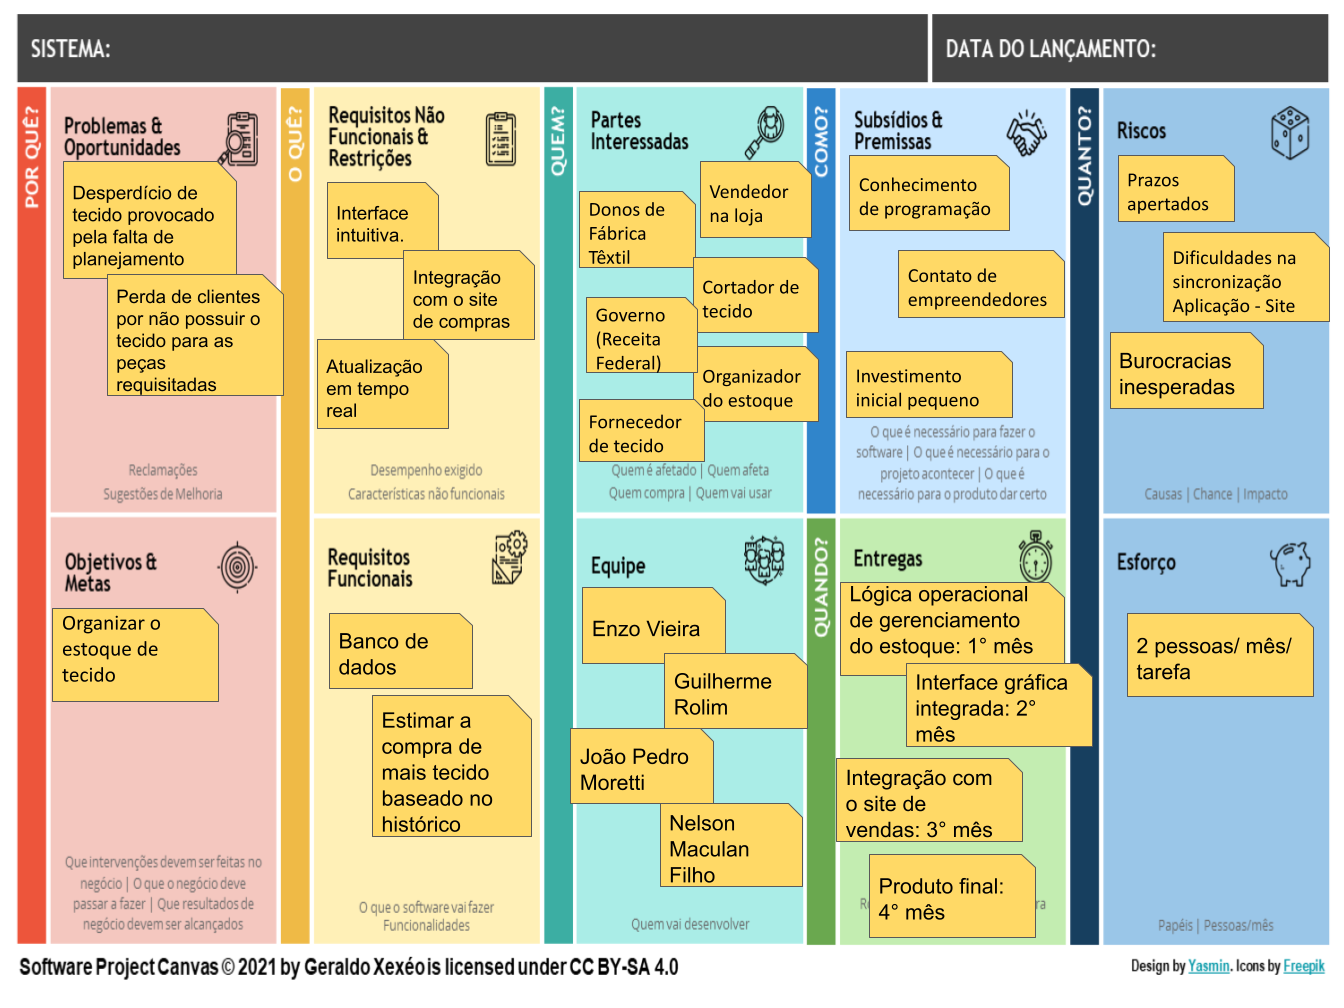 SISTEMA:
DATA DO LANÇAMENTO:
POR QUÊ?
Problemas &
Oportunidades
Desperdício de
tecido provocado
pela falta de
planejamento
Perda de clientes
por não possuir o
tecido para as
peças
requisitadas
Reclamações
Sugestões de Melhoria
Objetivos &
Metas
Organizar o
estoque de
tecido
Que intervenções devem ser feitas no
negócio | O que o negócio deve
passar a fazer | Que resultados de
negócio devem ser alcançados
O QUÊ?
Requisitos Não
Funcionais &
Restrições
Interface
intuitiva.
Integração
com o site
de compras
Atualização
em tempo
real
Desempenho exigido
Características não funcionais
Requisitos
Funcionais
Banco de
dados
Estimar a
compra de
mais tecido
baseado no
histórico
O que o software vai fazer
Funcionalidades
QUEM?
Partes
Interessadas
Vendedor
na loja
Donos de
Fábrica
Têxtil
Cortador de
tecido
Governo
(Receita
Federal)
Organizador
do estoque
Fornecedor
de tecido
Quem é afetado | Quem afeta
Quem compra | Quem vai usar
Equipe
Enzo Vieira
Guilherme
Rolim
João Pedro
Moretti
Nelson
Maculan
Filho
Quem vai desenvolver
COMO?
Subsídios &
Premissas
Conhecimento
de programação
Contato de
empreendedores
Investimento
inicial pequeno
O que é necessário para fazer o
software | O que é necessário para o
projeto acontecer | O que é
necessário para o produto dar certo
QUANDO?
Entregas
Lógica operacional
de gerenciamento
do estoque: 1° mês
Interface gráfica
integrada: 2°
mês
Integração com
o site de
vendas: 3° mês
Produto final:
4° mês
QUANTO?
Riscos
Prazos
apertados
Dificuldades na
sincronização
Aplicação - Site
Burocracias
inesperadas
Causas | Chance | Impacto
Esforço
2 pessoas/ mês/
tarefa
Papéis | Pessoas/mês
Software Project Canvas © 2021 by Geraldo Xexéo is licensed under CC BY-SA 4.0
Design by Yasmin. Icons by Freepik